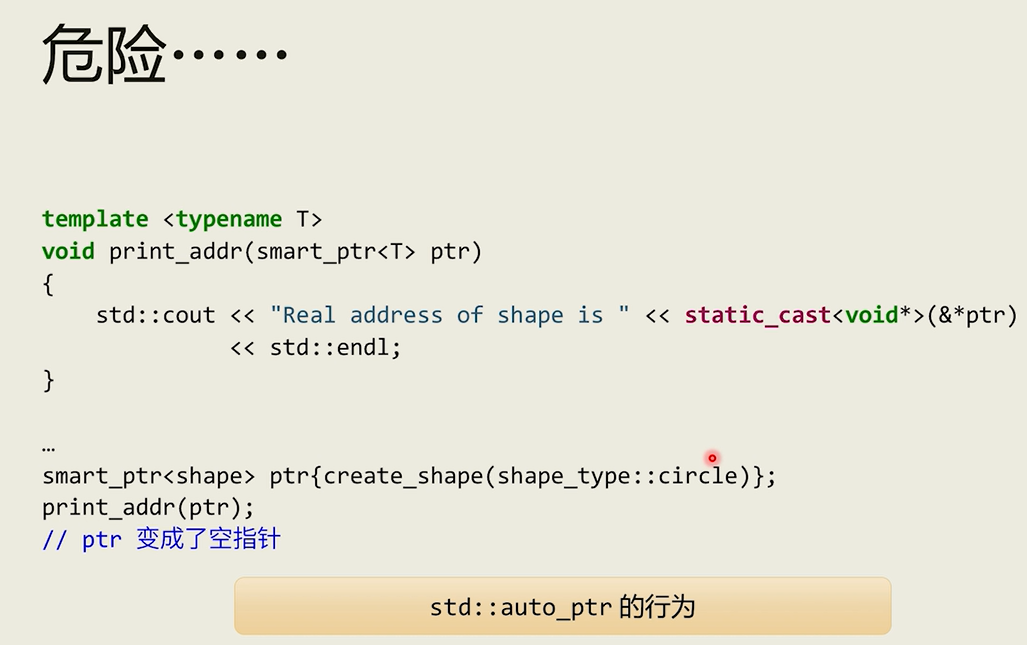 危险……
template <typename T>
void print_addr(smart_ptr<T> ptr)
{
    std::cout << "Real address of shape is " << static_cast<void*>(&*ptr)
              << std::endl;
}
…
smart_ptr<shape> ptr{create_shape(shape_type::circle)};
print_addr(ptr);
// ptr 变成了空指针
std::auto_ptr 的行为